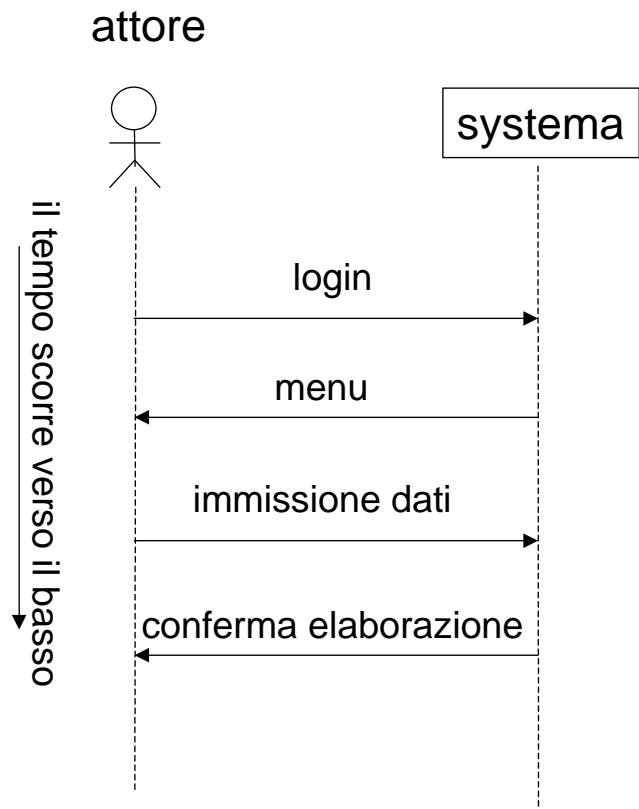 attore
systema
il tempo scorre verso il basso
login
menu
immissione dati
conferma elaborazione